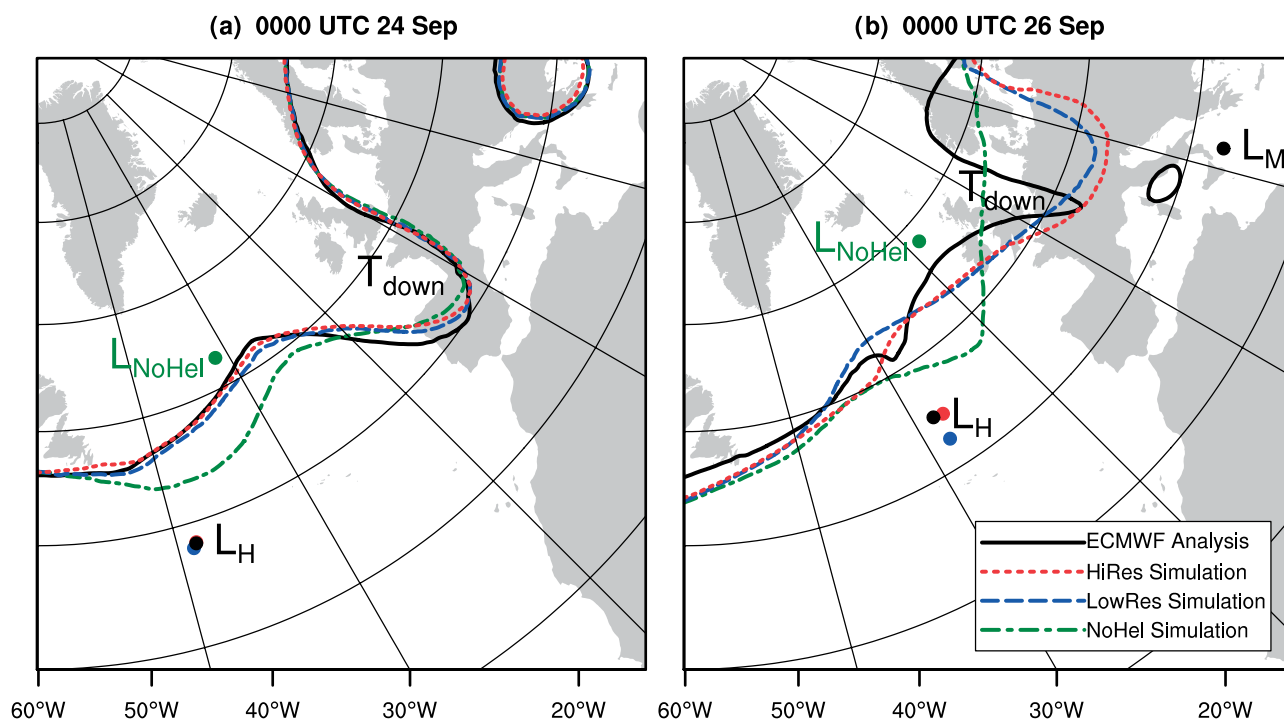 (a) 0000 UTC 24 Sep
T down
L NoHel
L H
60°W 50°W 40°W 30°W 20°W
(b) 0000 UTC 26 Sep
L M
T down
L NoHel
L H
ECMWF Analysis
HiRes Simulation
LowRes Simulation
NoHel Simulation
60°W 50°W 40°W 30°W 20°W